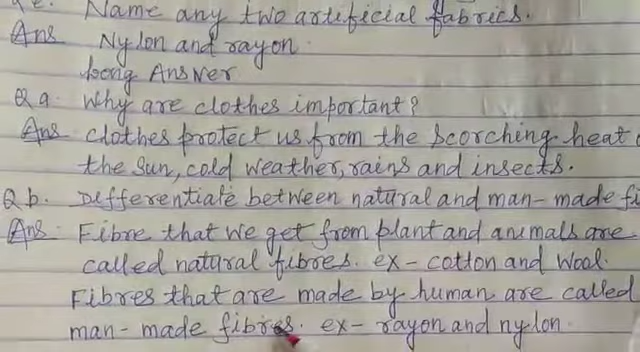 Name any two artificial fabrics.
Ans Nylon and rayon.
Long Answer
Q a. Why are clothes important?
Ans clothes protect us from the scorching heat
the sun, cold weather, rains and insects.
Q b. Differentiate between natural and man-made
Ans. Fibre that we get from plant and animals are
called natural fibres. ex- cotton and wool.
Fibres that are made by human are called
man-made fibres. ex- rayon and nylon.